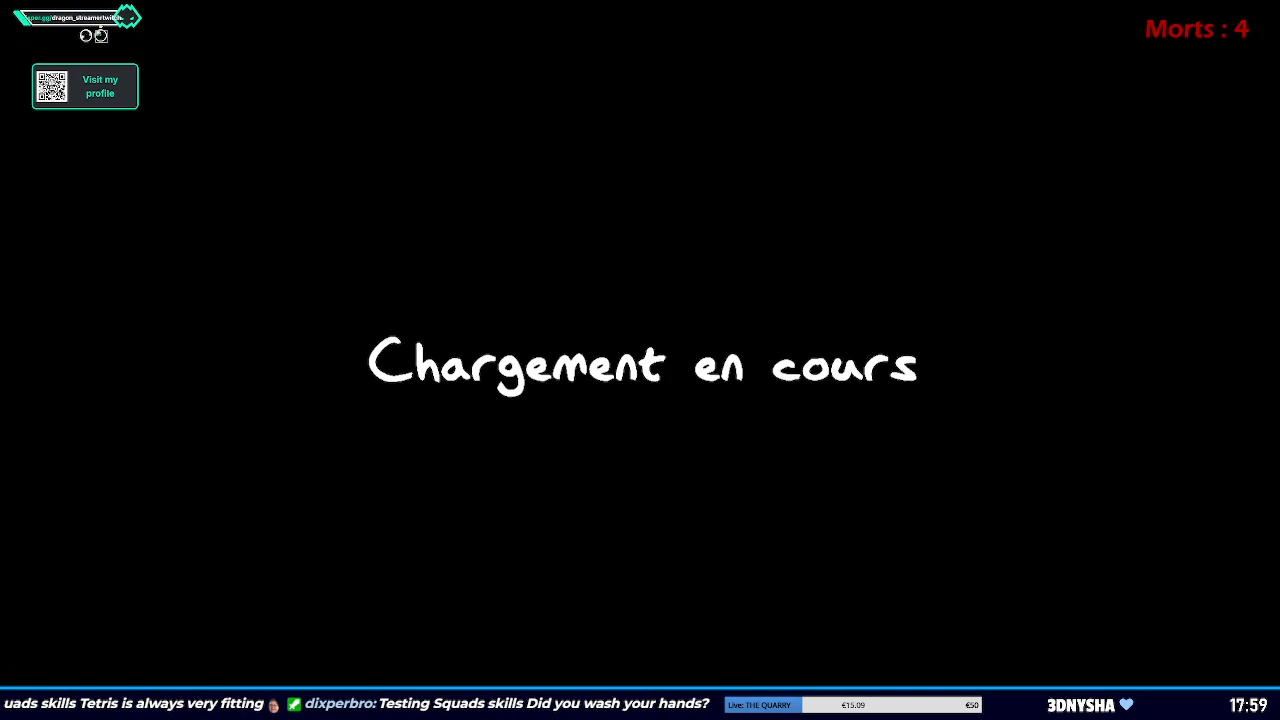 dragon_streamertwitch
Morts : 4
Visit my
profile
Chargement en cours
uads skills Tetris is always very fitting dixperbro: Testing Squads skills Did you wash your hands?
Live: THE QUARRY €15.09 €50
3DNYSHA
17:59